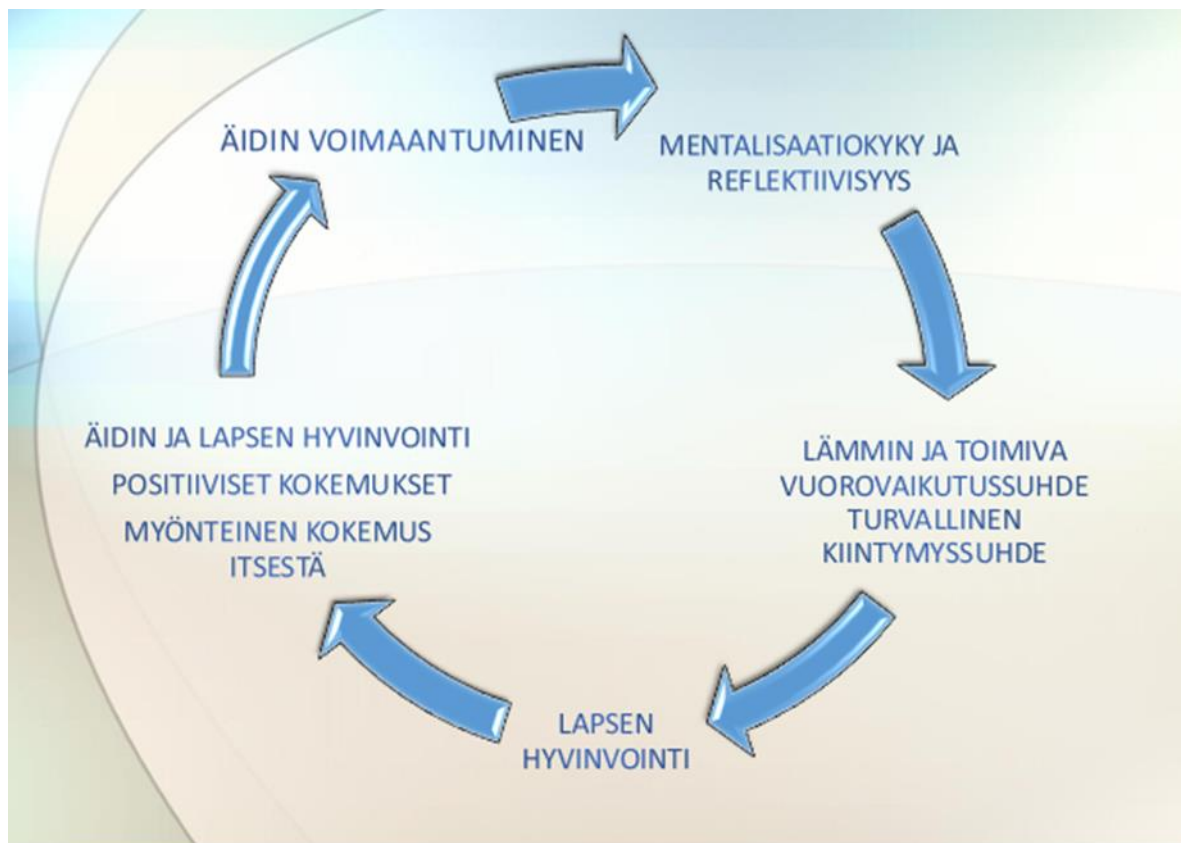 ÄIDIN VOIMAANTUMINEN
MENTALISAATIOKYKY JA
REFLEKTIIVISYYS
LÄMMIN JA TOIMIVA
VUOROVAIKUTUSSUHDE
TURVALLINEN
KIINTYMYSSUHDE
LAPSEN
HYVINVOINTI
ÄIDIN JA LAPSEN HYVINVOINTI
POSITIIVISET KOKEMUKSET
MYÖNTEINEN KOKEMUS
ITSESTÄ